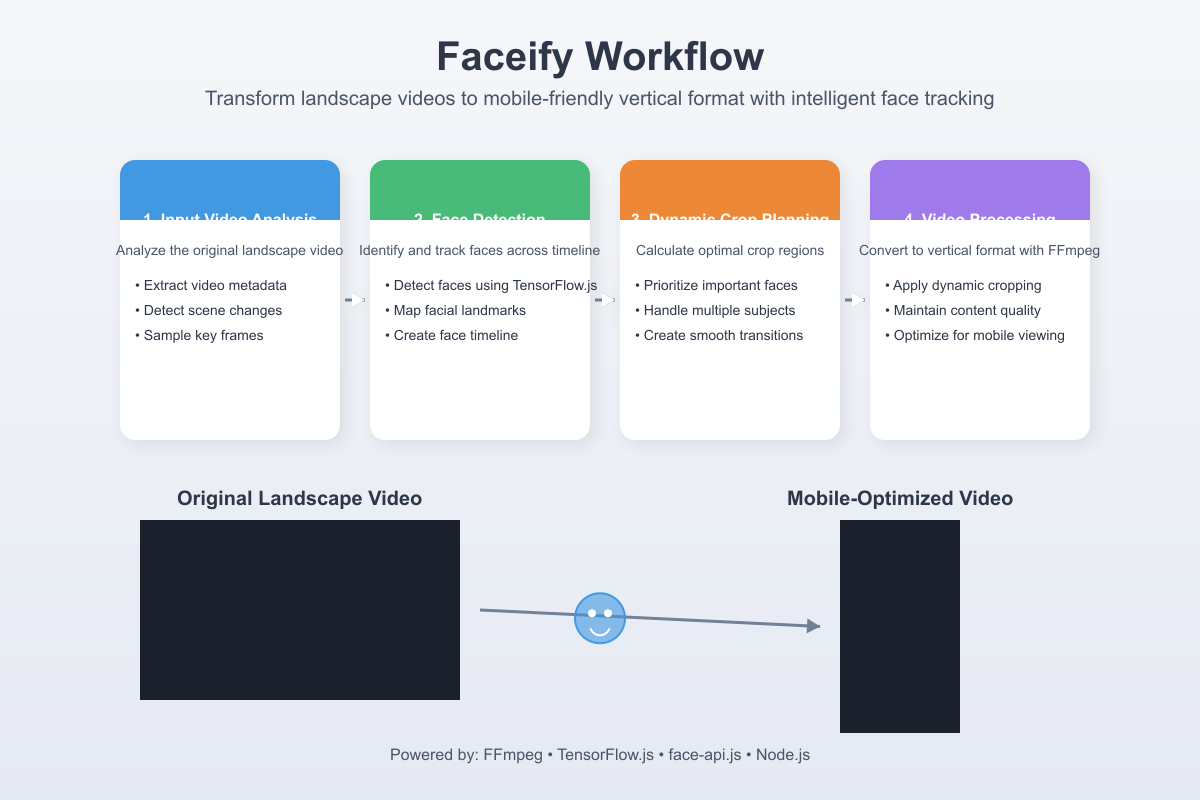 Faceify Workflow
Transform landscape videos to mobile-friendly vertical format with intelligent face tracking
1. Input Video Analysis
Analyze the original landscape video
• Extract video metadata
• Detect scene changes
• Sample key frames
2. Face Detection
Identify and track faces across timeline
• Detect faces using TensorFlow.js
• Map facial landmarks
• Create face timeline
3. Dynamic Crop Planning
Calculate optimal crop regions
• Prioritize important faces
• Handle multiple subjects
• Create smooth transitions
4. Video Processing
Convert to vertical format with FFmpeg
• Apply dynamic cropping
• Maintain content quality
• Optimize for mobile viewing
Original Landscape Video
Mobile-Optimized Video
Powered by: FFmpeg • TensorFlow.js • face-api.js • Node.js